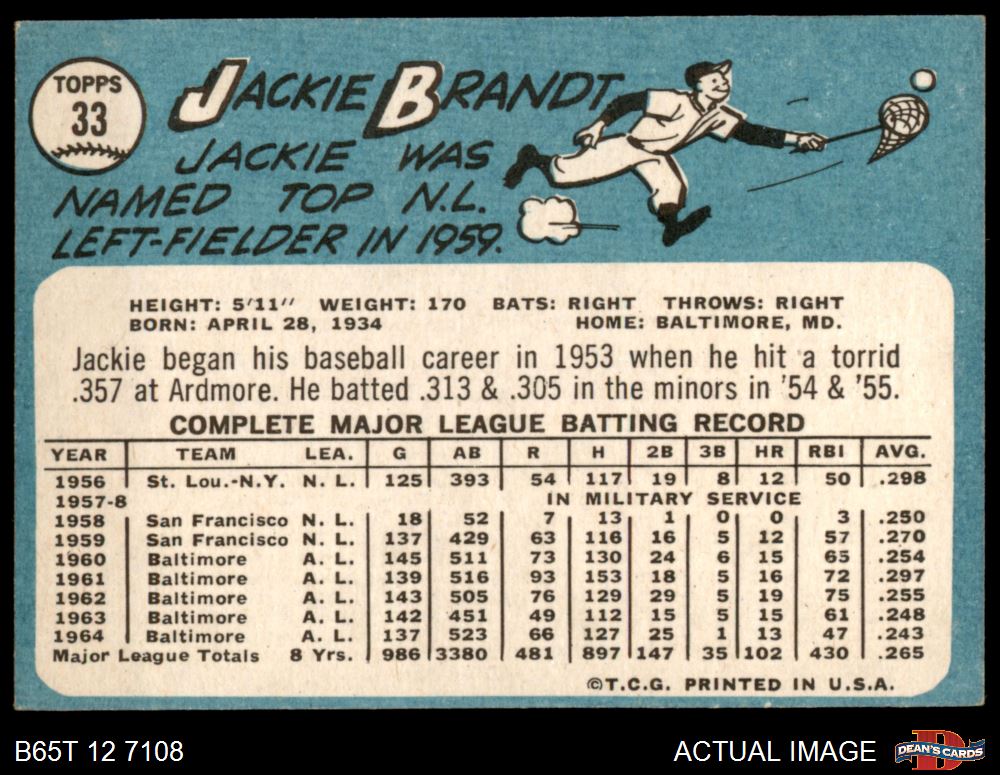 TOPPS
33
JACKIE BRANDT
JACKIE WAS
NAMED TOP N.L.
LEFT-FIELDER IN 1959.
HEIGHT: 5'11" WEIGHT: 170 BATS: RIGHT THROWS: RIGHT
BORN: APRIL 28, 1934 HOME: BALTIMORE, MD.
Jackie began his baseball career in 1953 when he hit a torrid
.357 at Ardmore. He batted .313 & .305 in the minors in '54 & '55.
COMPLETE MAJOR LEAGUE BATTING RECORD
YEAR TEAM LEA. G AB R H 2B 3B HR RBI AVG.
1956 St. Lou.-N.Y. N. L. 125 393 54 117 19 8 12 50 .298
1957-8 IN MILITARY SERVICE
1958 San Francisco N. L. 18 52 7 13 1 0 0 3 .250
1959 San Francisco N. L. 137 429 63 116 16 5 12 57 .270
1960 Baltimore A. L. 145 511 73 130 24 6 15 65 .254
1961 Baltimore A. L. 139 516 93 153 18 5 16 72 .297
1962 Baltimore A. L. 143 505 76 129 29 5 19 75 .255
1963 Baltimore A. L. 142 451 49 112 15 5 15 61 .248
1964 Baltimore A. L. 137 523 66 127 25 1 13 47 .243
Major League Totals 8 Yrs. 986 3380 481 897 147 35 102 430 .265
©T.C.G. PRINTED IN U.S.A.
B65T 12 7108 ACTUAL IMAGE DEAN'S CARDS